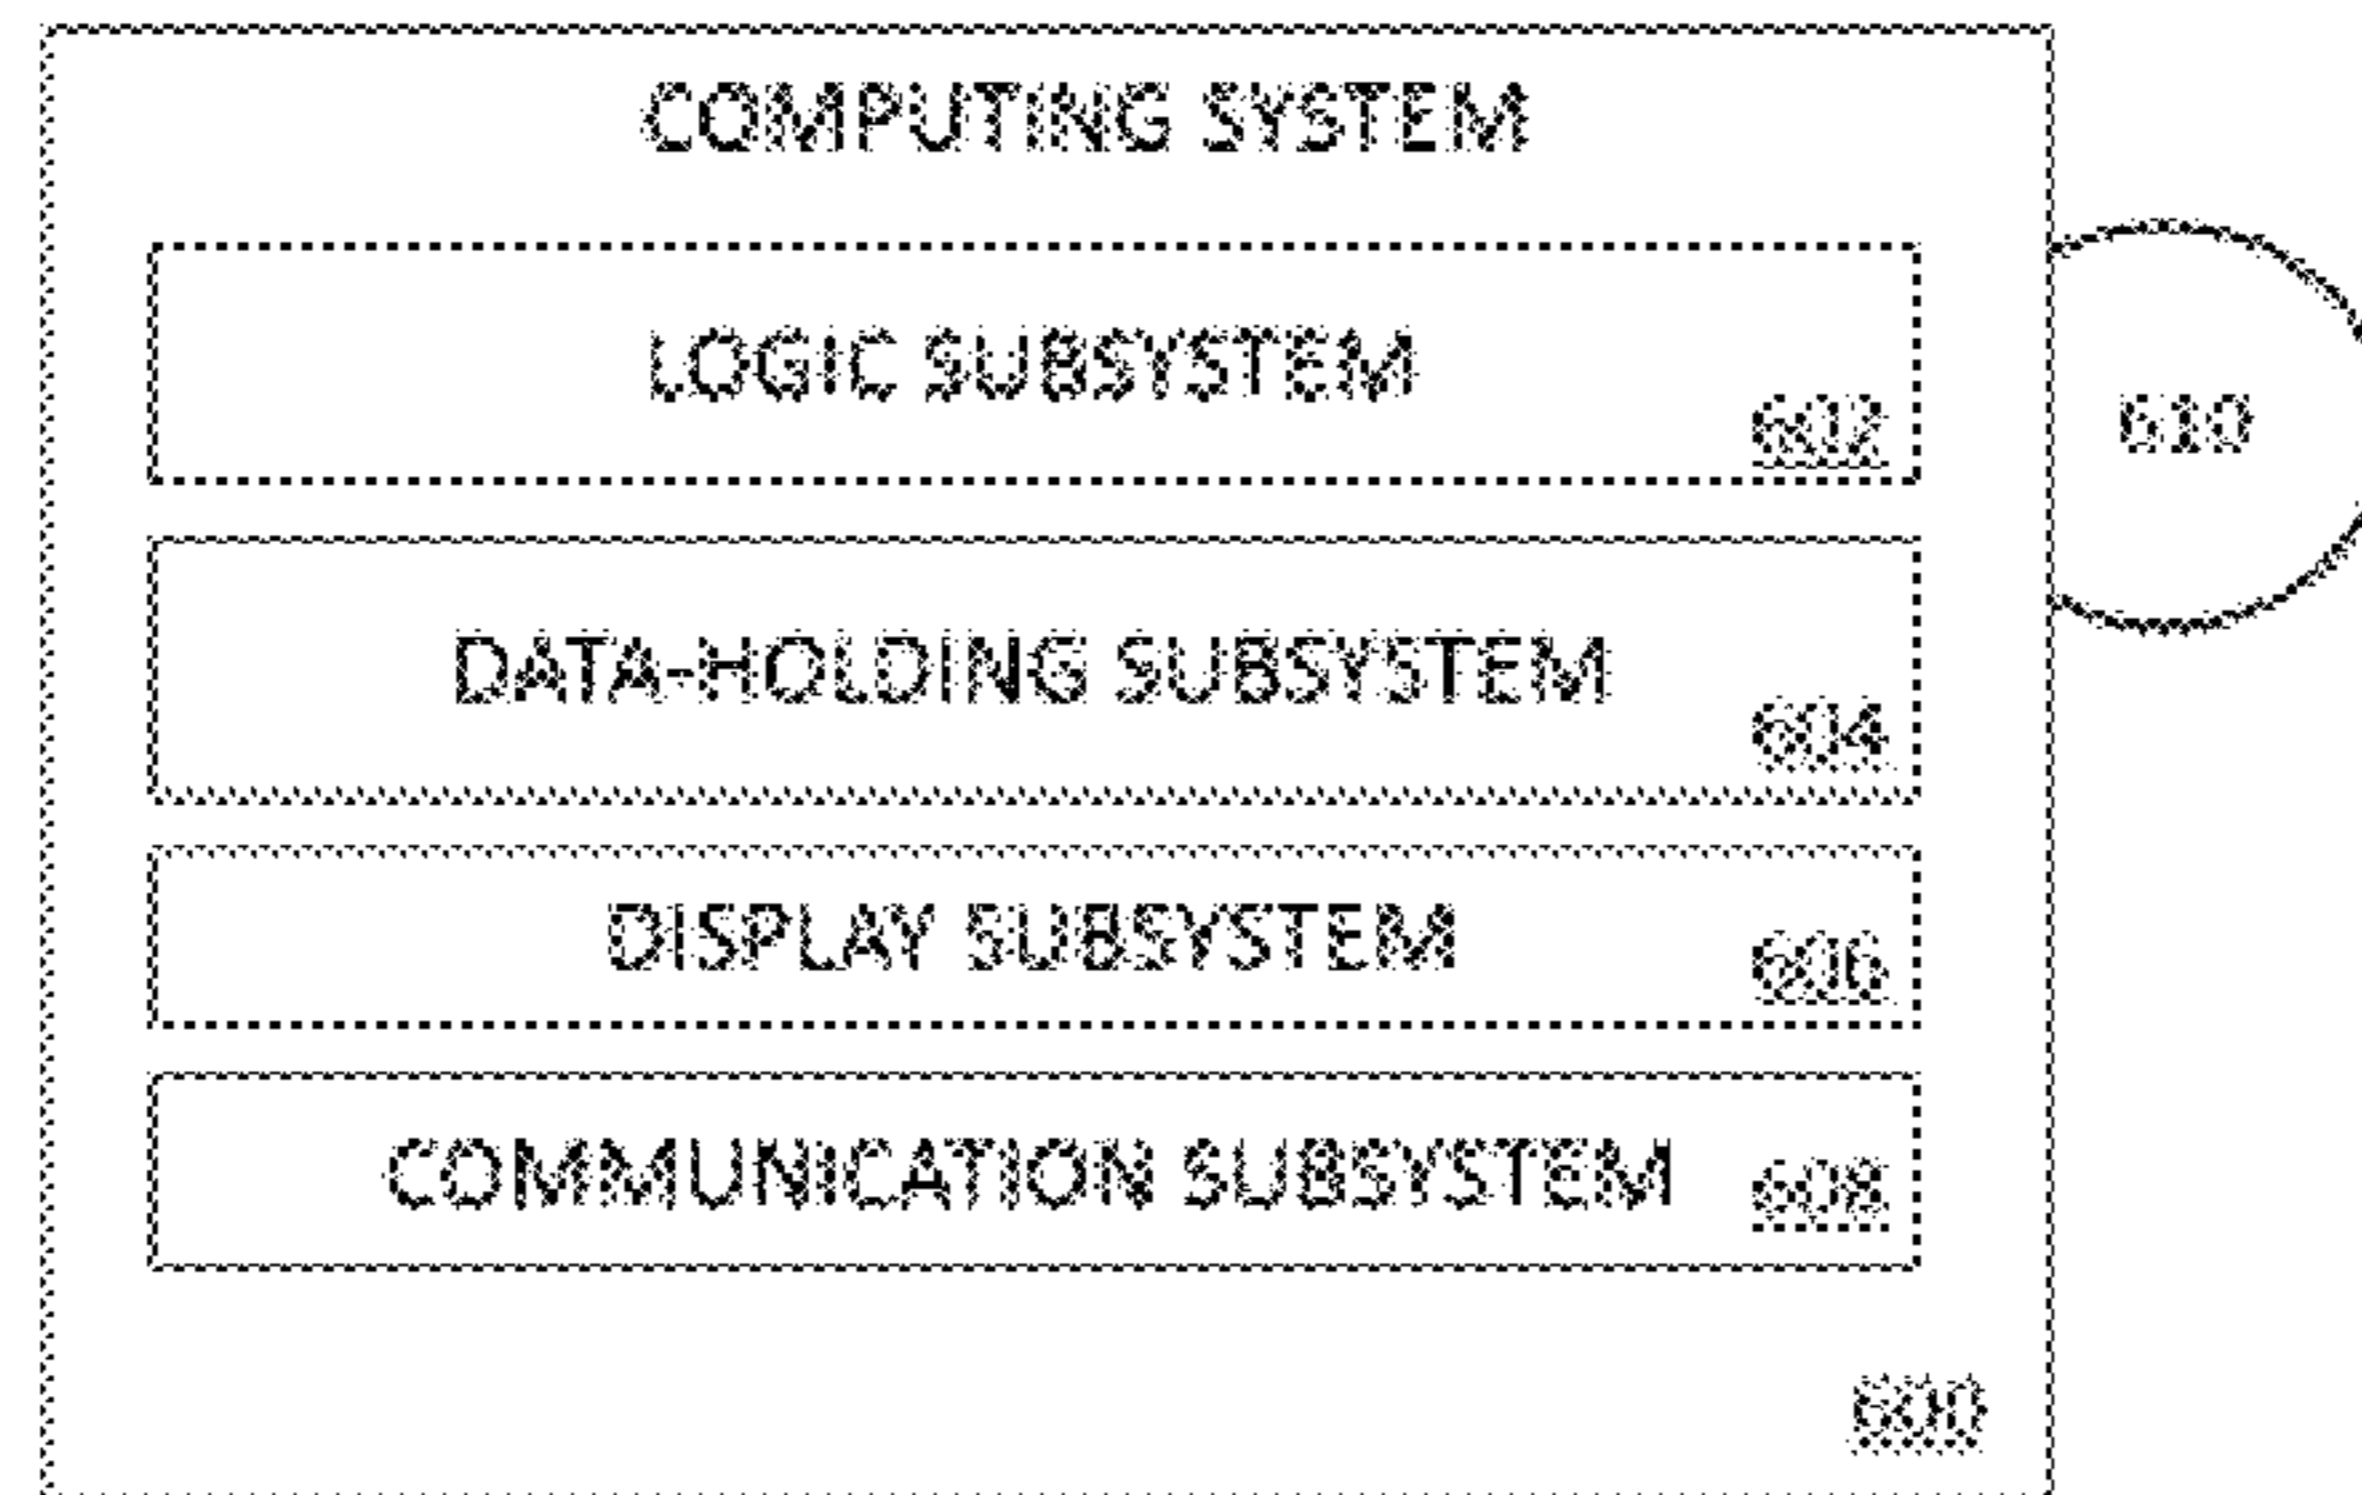 COMPUTING SYSTEM
LOGIC SUBSYSTEM
602
610
DATA-HOLDING SUBSYSTEM
604
DISPLAY SUBSYSTEM
606
COMMUNICATION SUBSYSTEM
608
600